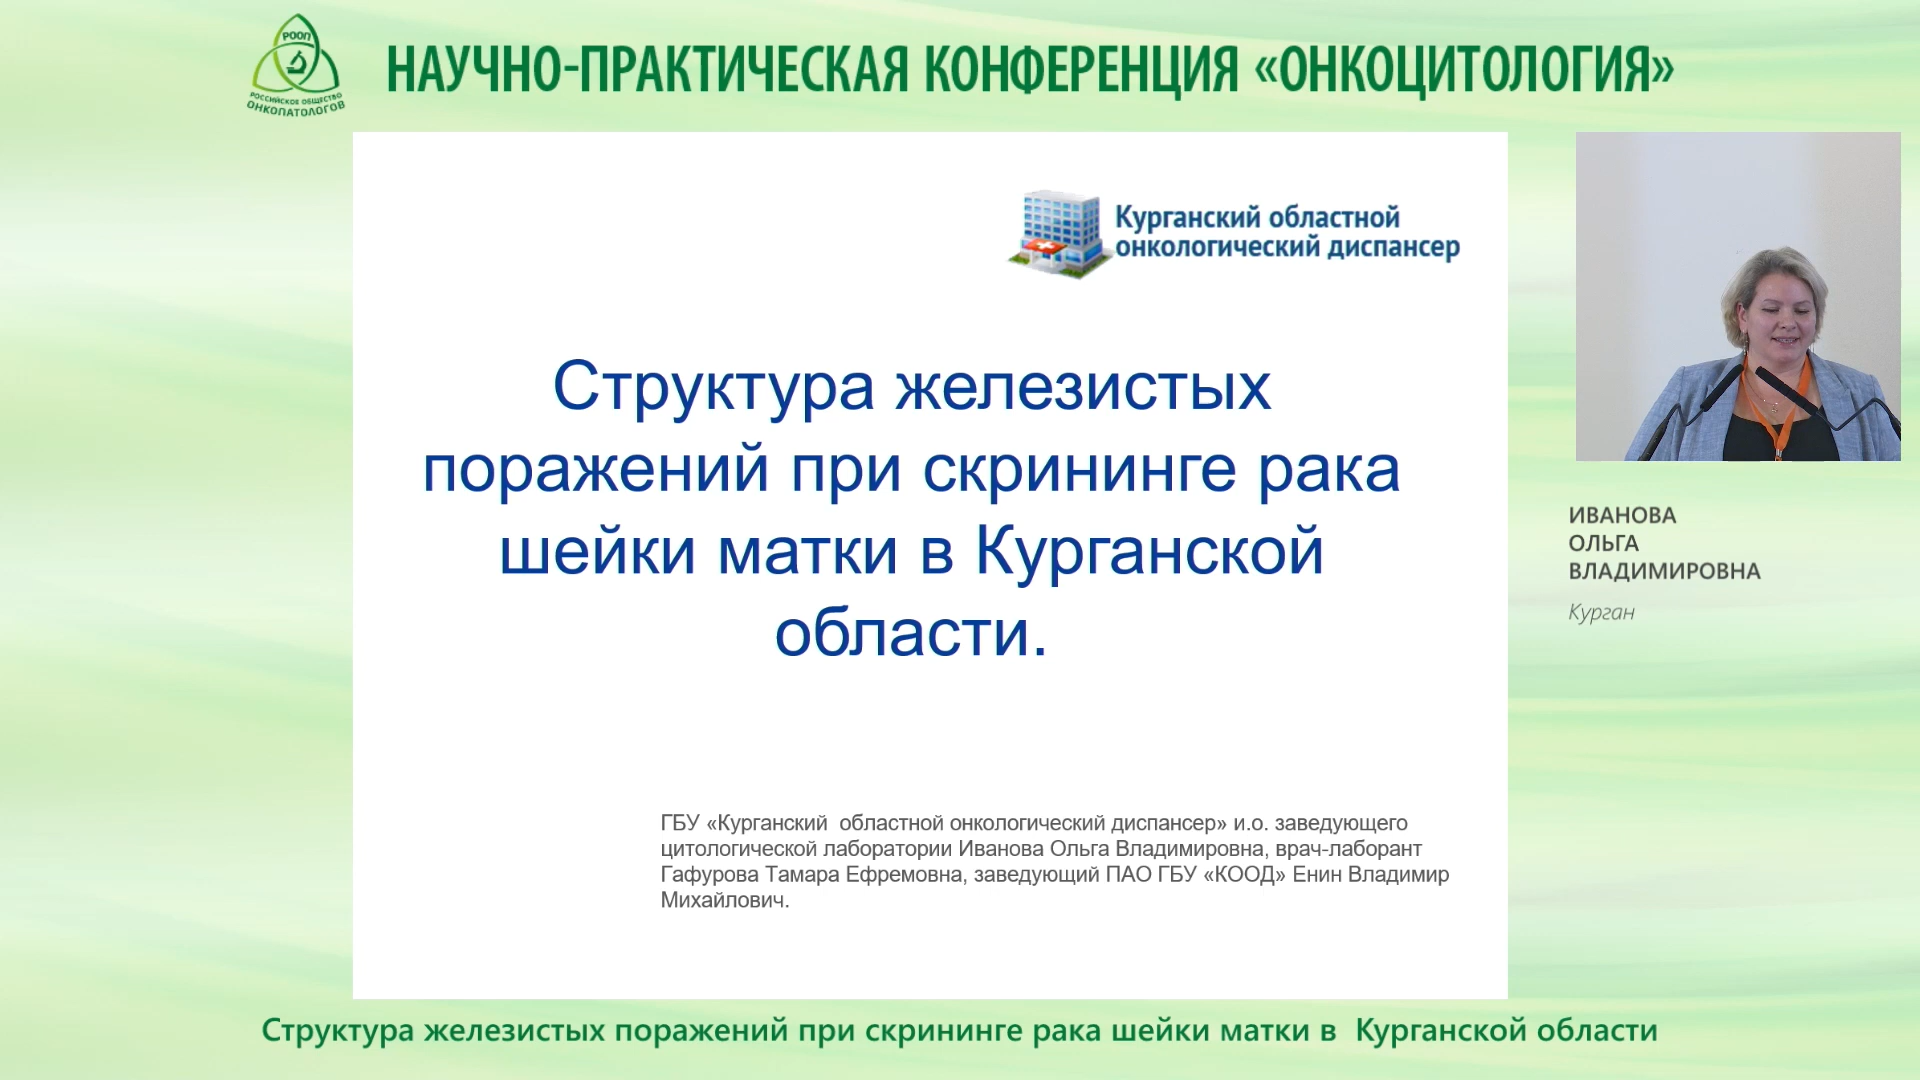 РООП
РОССИЙСКОЕ ОБЩЕСТВО
ОНКОПАТОЛОГОВ
НАУЧНО-ПРАКТИЧЕСКАЯ КОНФЕРЕНЦИЯ «ОНКОЦИТОЛОГИЯ»
Курганский областной
онкологический диспансер
Структура железистых
поражений при скрининге рака
шейки матки в Курганской
области.
ГБУ «Курганский  областной онкологический диспансер» и.о. заведующего
цитологической лаборатории Иванова Ольга Владимировна, врач-лаборант
Гафурова Тамара Ефремовна, заведующий ПАО ГБУ «КООД» Енин Владимир
Михайлович.
ИВАНОВА
ОЛЬГА
ВЛАДИМИРОВНА
Курган
Структура железистых поражений при скрининге рака шейки матки в  Курганской области